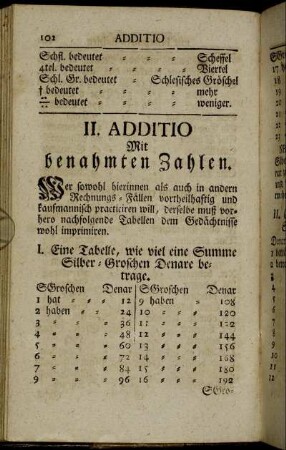 102 ADDITIO
Schfl. bedeutet = = = Scheffel
4tel. bedeutet = = = Viertel
Schl. Gr. bedeutet = Schlesisches Gröschel
† bedeutet = = = = mehr
÷ bedeutet = = = = weniger.
II. ADDITIO
Mit
benahmten Zahlen.
Wer sowohl hierinnen als auch in andern
Rechnungs = Fällen vortheilhafftig und
kaufmannisch practiciren will, derselbe muß vor=
hero nachfolgende Tabellen dem Gedächtnisse
wohl imprimiren.
I. Eine Tabelle, wie viel eine Summe
Silber = Groschen Denare be=
trage.
SGroschen Denar SGroschen Denar
1 hat = = 12 9 haben = 108
2 haben = 24 10 = = = 120
3 = = = 36 11 = = = 132
4 = = = 48 12 = = = 144
5 = = = 60 13 = = = 156
6 = = = 72 14 = = = 168
7 = = = 84 15 = = = 180
9 = = = 96 16 = = = 192
SGro=